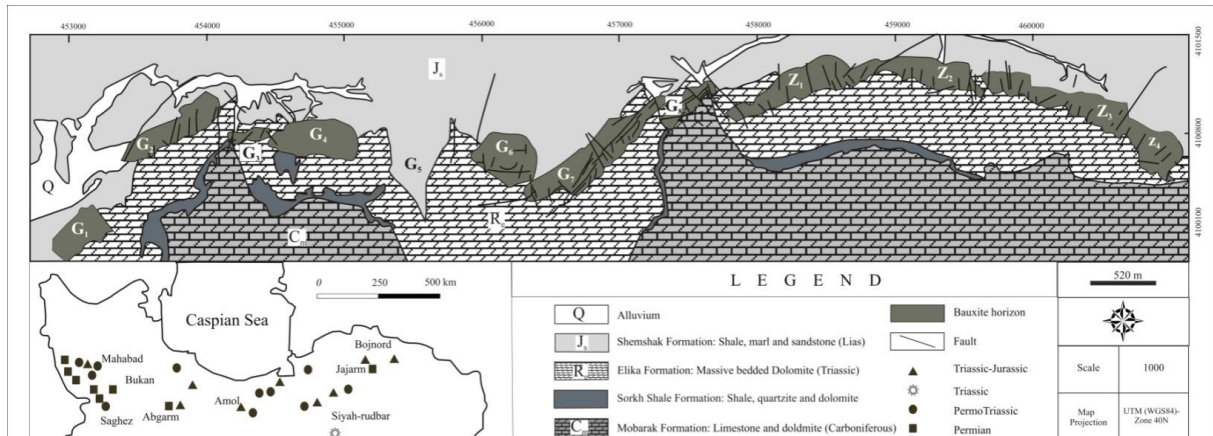 453000 454000 455000 456000 457000 458000 459000 460000
4101500
4100800
4100100
Js
Q
Cm
Re
G1
G2
G3
G4
G5
G6
G7
Z1
Z2
Z3
Z4
0 250 500 km
Caspian Sea
Bojnord
Mahabad
Jajarm
Bukan
Amol
Abgarm
Saghez
Siyah-rudbar
L E G E N D
Q Alluvium
Js Shemshak Formation: Shale, marl and sandstone (Lias)
Elika Formation: Massive bedded Dolomite (Triassic)
Sorkh Shale Formation: Shale, quartzite and dolomite
Cm Mobarak Formation: Limestone and doldmite (Carboniferous)
Bauxite horizon
Fault
Triassic-Jurassic
Triassic
PermoTriassic
Permian
520 m
Scale 1000
Map Projection
UTM (WGS84)-
Zone 40N